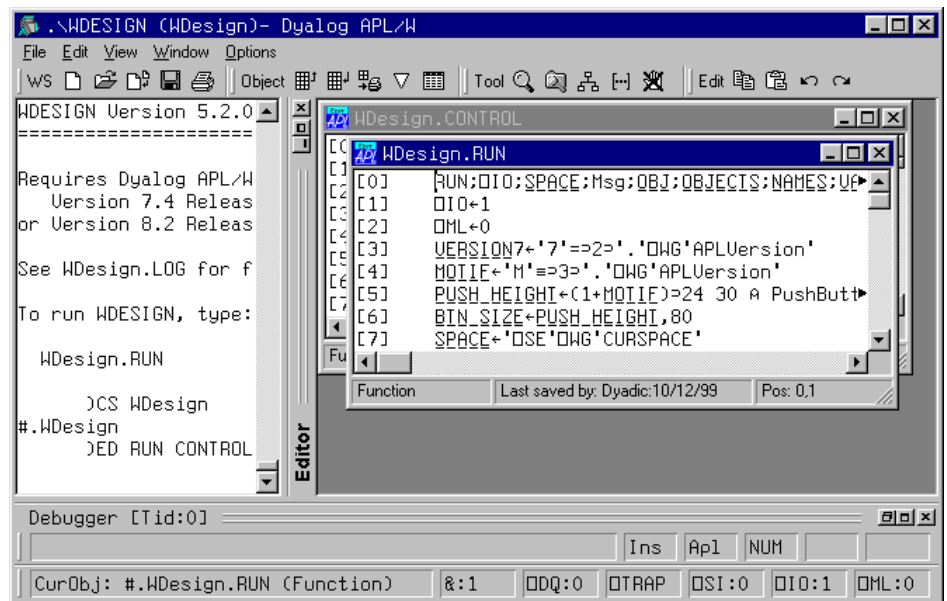 .\WDESIGN (WDesign)- Dyalog APL/W
File Edit View Window Options
WS Object Tool Edit
WDESIGN Version 5.2.0
=====================
Requires Dyalog APL/W
Version 7.4 Releas
or Version 8.2 Releas
See WDesign.LOG for f
To run WDESIGN, type:
WDesign.RUN
)CS WDesign
#.WDesign
)ED RUN CONTROL
Editor
WDesign.CONTROL
WDesign.RUN
[0] RUN;⎕IO;SPACE;Msg;OBJ;OBJECTS;NAMES;VA
[1] ⎕IO←1
[2] ⎕ML←0
[3] VERSION7←'7'=⊃2⊃'.'⎕WG'APLVersion'
[4] MOTIF←'M'≡⊃3⊃'.'⎕WG'APLVersion'
[5] PUSH_HEIGHT←(1+MOTIF)⊃24 30 ⍝ PushButt
[6] BTN_SIZE←PUSH_HEIGHT,80
[7] SPACE←'⎕SE'⎕WG'CURSPACE'
Function Last saved by: Dyadic:10/12/99 Pos: 0,1
Fu
Debugger [Tid:0]
Ins Apl NUM
CurObj: #.WDesign.RUN (Function) &:1 ⎕DQ:0 ⎕TRAP ⎕SI:0 ⎕IO:1 ⎕ML:0